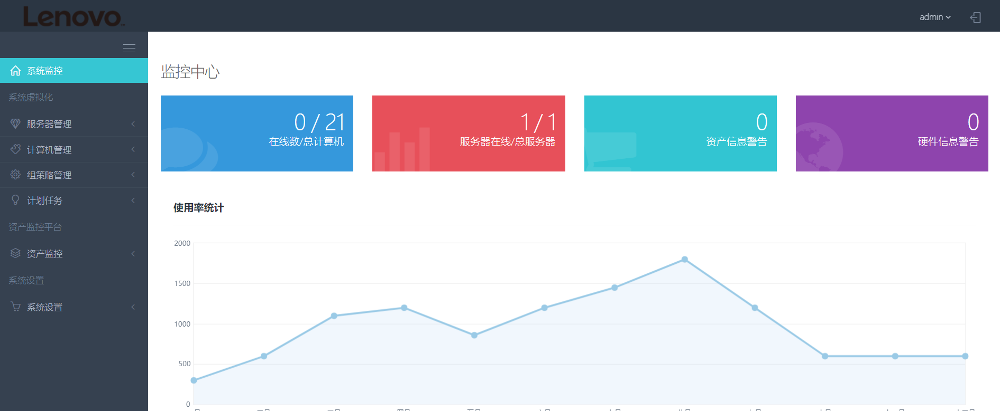 Lenovo™
admin
系统监控
系统虚拟化
服务器管理
计算机管理
组策略管理
计划任务
资产监控平台
资产监控
系统设置
系统设置
监控中心
0 / 21
在线数/总计算机
1 / 1
服务器在线/总服务器
0
资产信息警告
0
硬件信息警告
使用率统计
2000
1500
1000
500
0